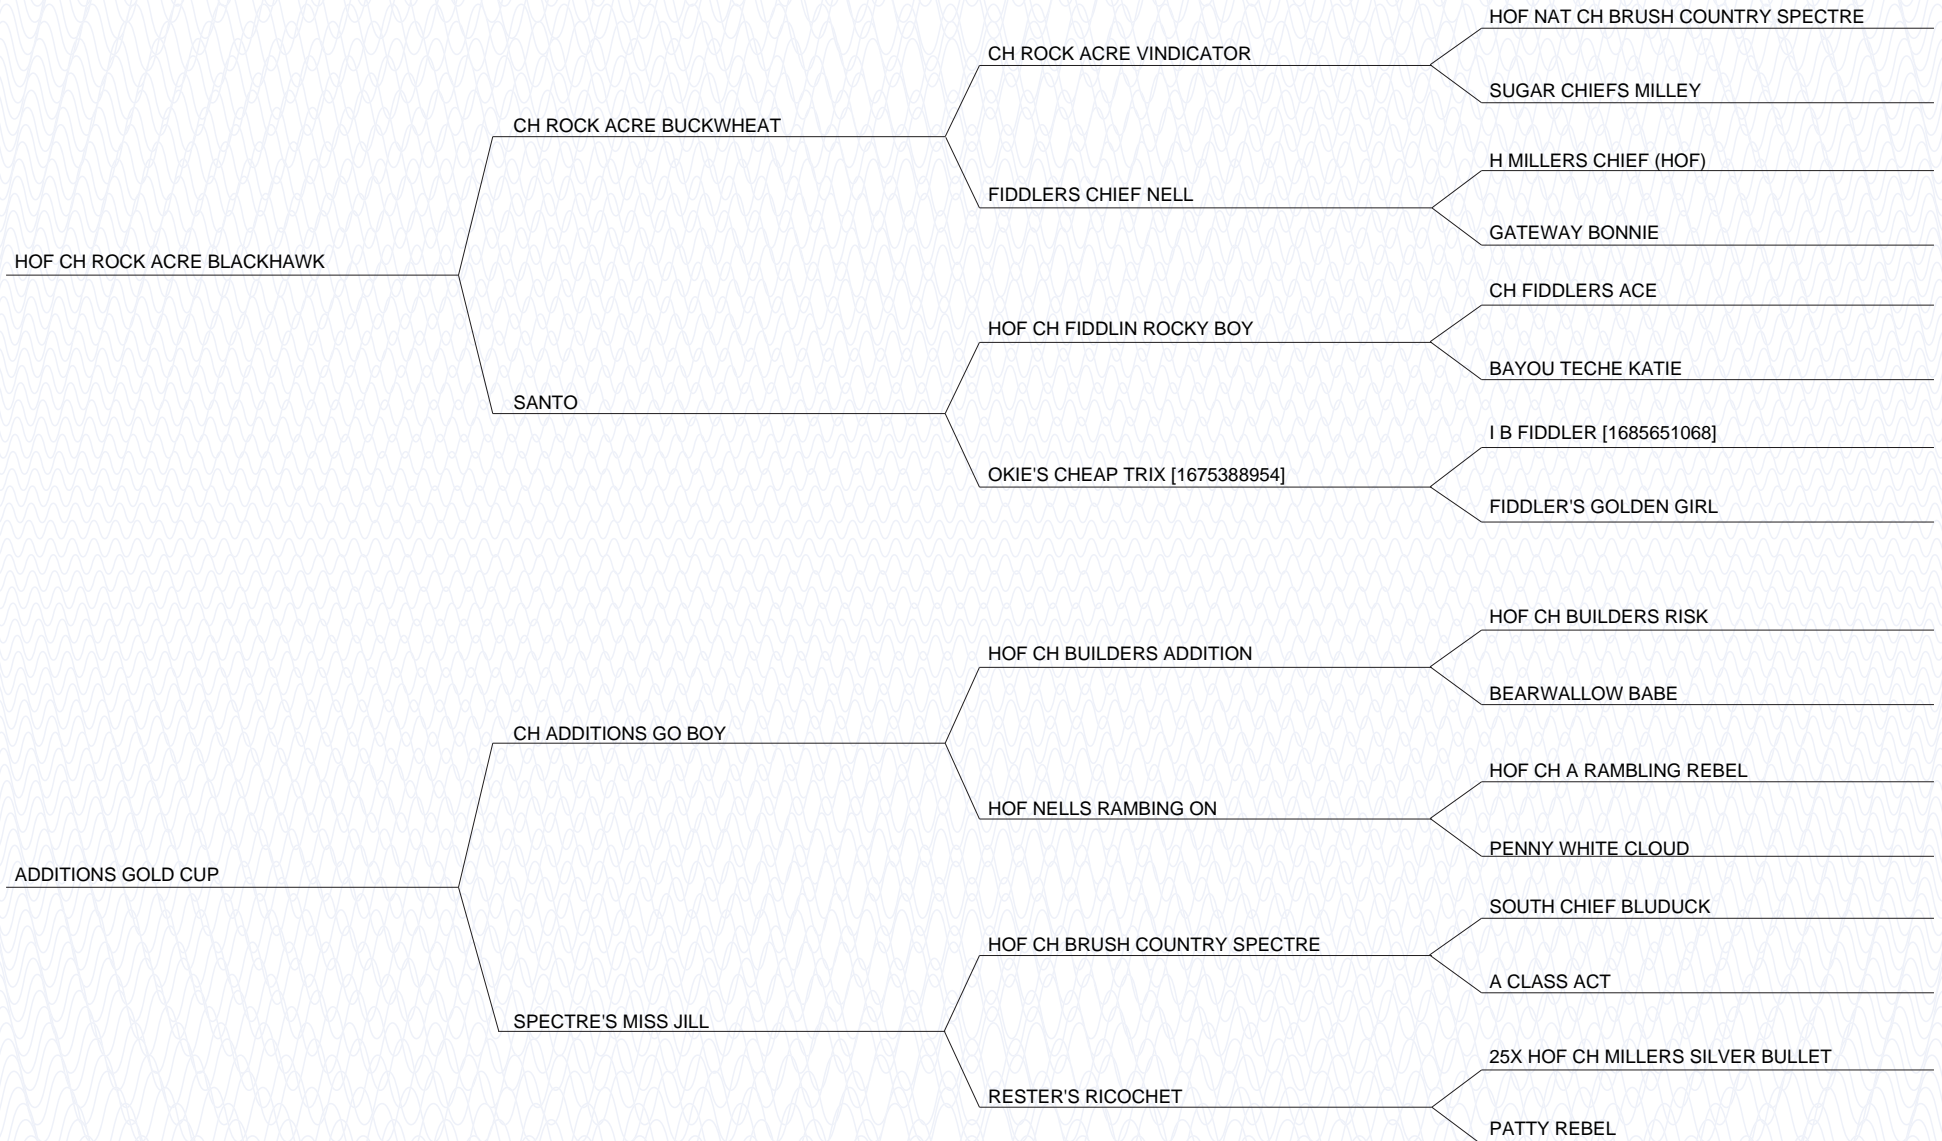 HOF NAT CH BRUSH COUNTRY SPECTRE
CH ROCK ACRE VINDICATOR
SUGAR CHIEFS MILLEY
CH ROCK ACRE BUCKWHEAT
H MILLERS CHIEF (HOF)
FIDDLERS CHIEF NELL
GATEWAY BONNIE
HOF CH ROCK ACRE BLACKHAWK
CH FIDDLERS ACE
HOF CH FIDDLIN ROCKY BOY
BAYOU TECHE KATIE
SANTO
I B FIDDLER [1685651068]
OKIE'S CHEAP TRIX [1675388954]
FIDDLER'S GOLDEN GIRL
HOF CH BUILDERS RISK
HOF CH BUILDERS ADDITION
BEARWALLOW BABE
CH ADDITIONS GO BOY
HOF CH A RAMBLING REBEL
HOF NELLS RAMBING ON
PENNY WHITE CLOUD
ADDITIONS GOLD CUP
SOUTH CHIEF BLUDUCK
HOF CH BRUSH COUNTRY SPECTRE
A CLASS ACT
SPECTRE'S MISS JILL
25X HOF CH MILLERS SILVER BULLET
RESTER'S RICOCHET
PATTY REBEL